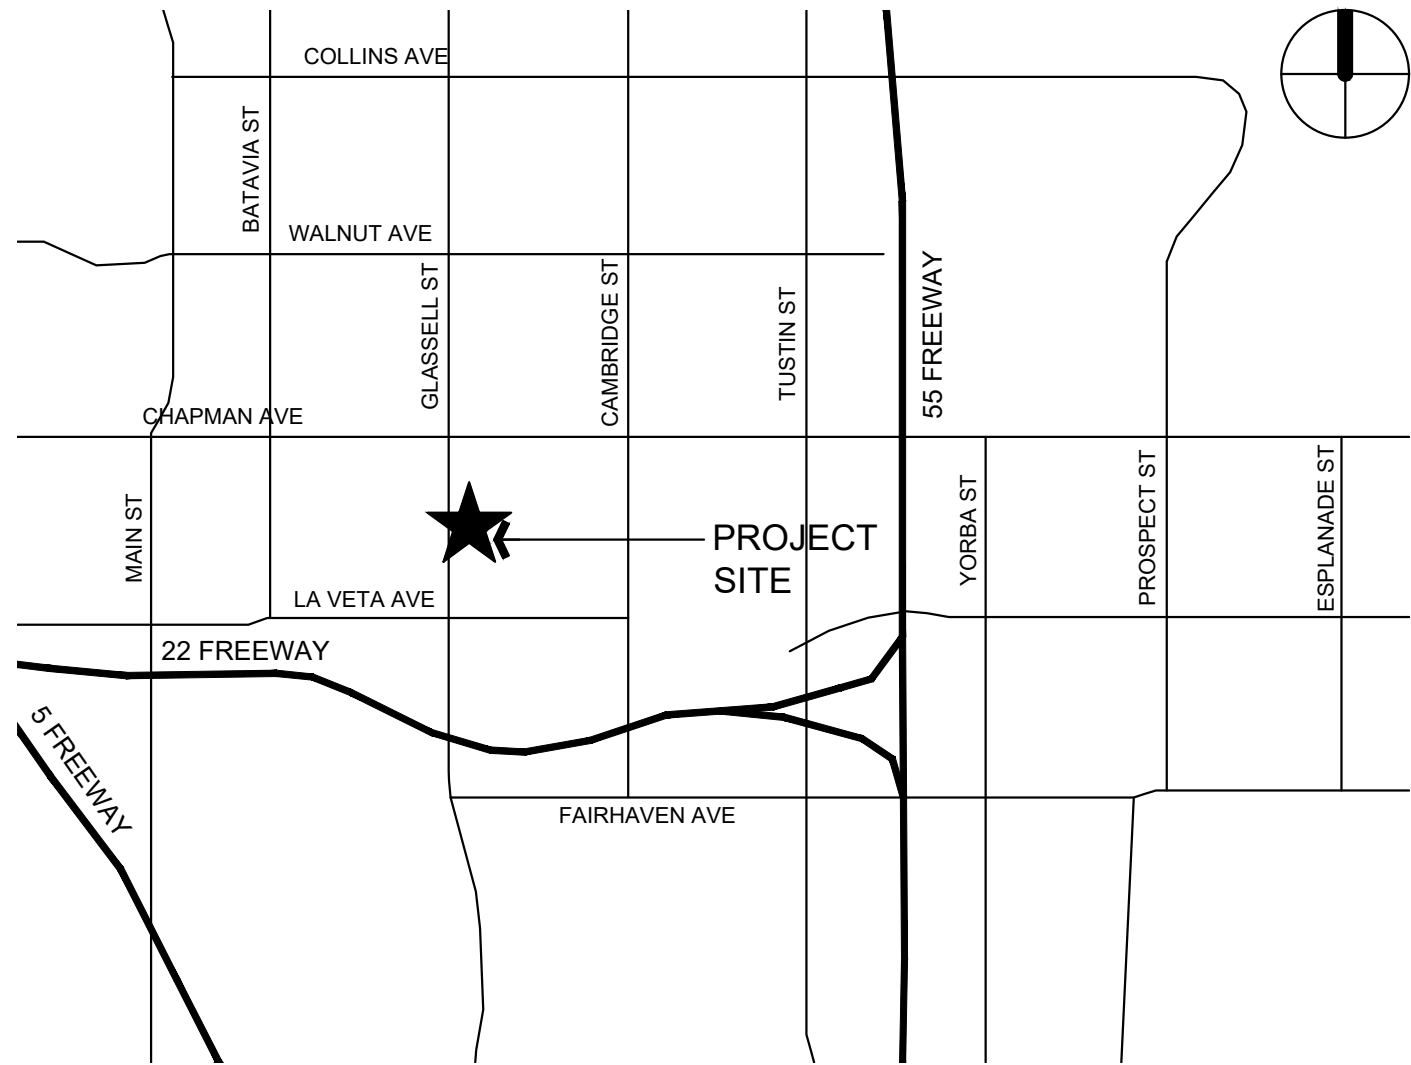 COLLINS AVE
BATAVIA ST
WALNUT AVE
GLASSELL ST
CAMBRIDGE ST
TUSTIN ST
55 FREEWAY
CHAPMAN AVE
MAIN ST
YORBA ST
PROSPECT ST
ESPLANADE ST
PROJECT
SITE
LA VETA AVE
22 FREEWAY
5 FREEWAY
FAIRHAVEN AVE